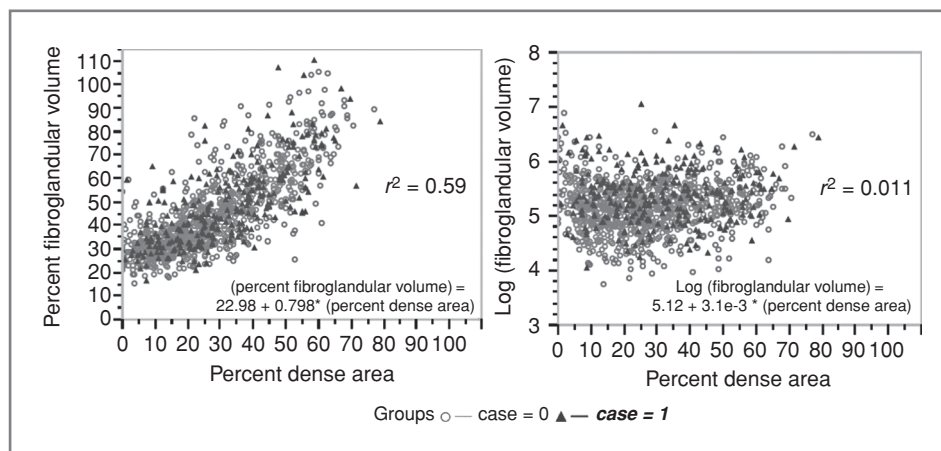 Percent fibroglandular volume
110
100
90
80
70
60
50
40
30
20
10
0
r² = 0.59
(percent fibroglandular volume) =
22.98 + 0.798* (percent dense area)
0 10 20 30 40 50 60 70 80 90 100
Percent dense area
Log (fibroglandular volume)
8
7
6
5
4
3
r² = 0.011
Log (fibroglandular volume) =
5.12 + 3.1e-3 * (percent dense area)
0 10 20 30 40 50 60 70 80 90 100
Percent dense area
Groups case = 0 case = 1